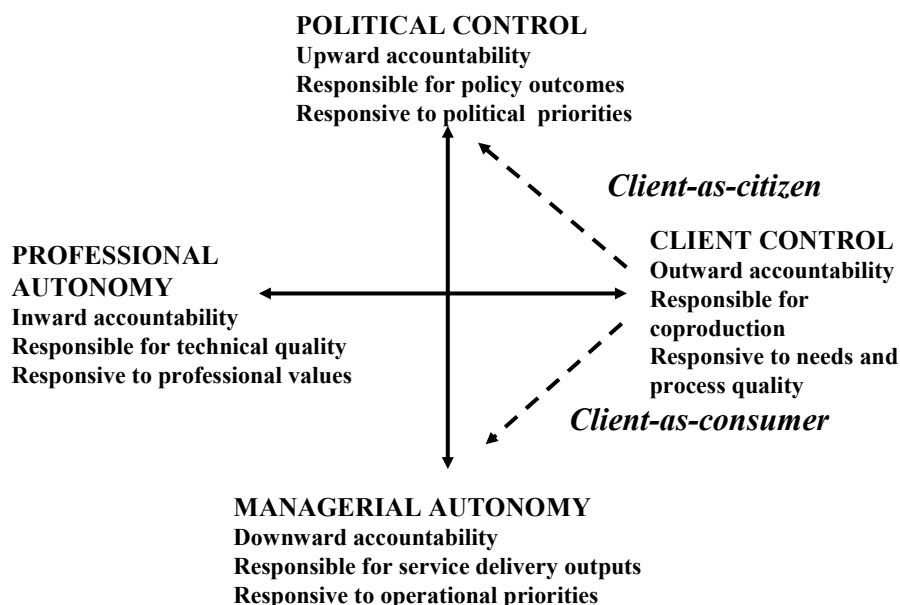 POLITICAL CONTROL
Upward accountability
Responsible for policy outcomes
Responsive to political priorities
Client-as-citizen
PROFESSIONAL
AUTONOMY
Inward accountability
Responsible for technical quality
Responsive to professional values
CLIENT CONTROL
Outward accountability
Responsible for
coproduction
Responsive to needs and
process quality
Client-as-consumer
MANAGERIAL AUTONOMY
Downward accountability
Responsible for service delivery outputs
Responsive to operational priorities